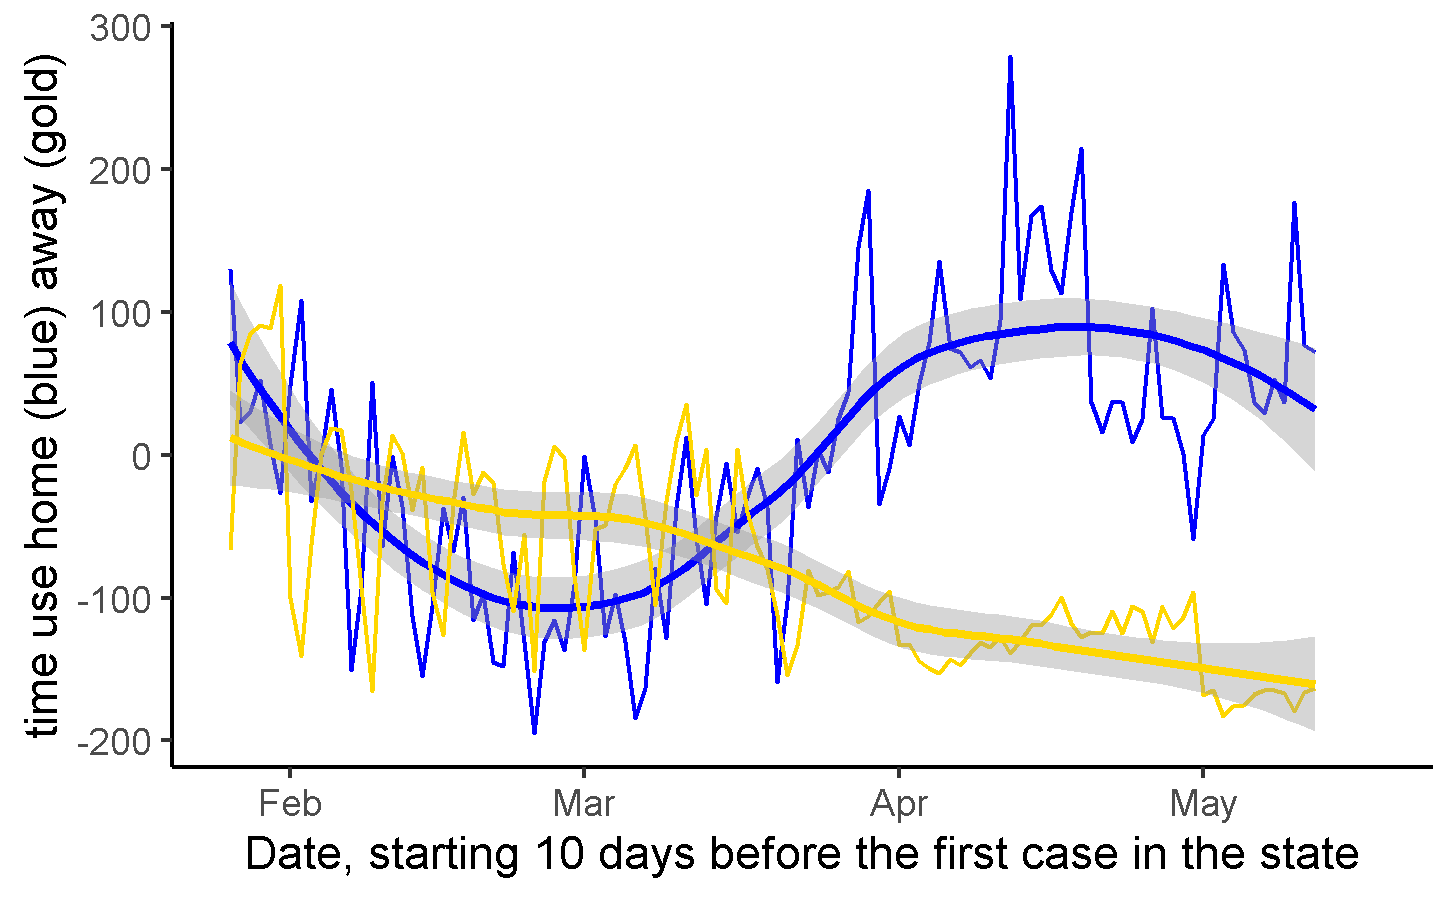 time use home (blue) away (gold)
300
200
100
0
-100
-200
Feb
Mar
Apr
May
Date, starting 10 days before the first case in the state